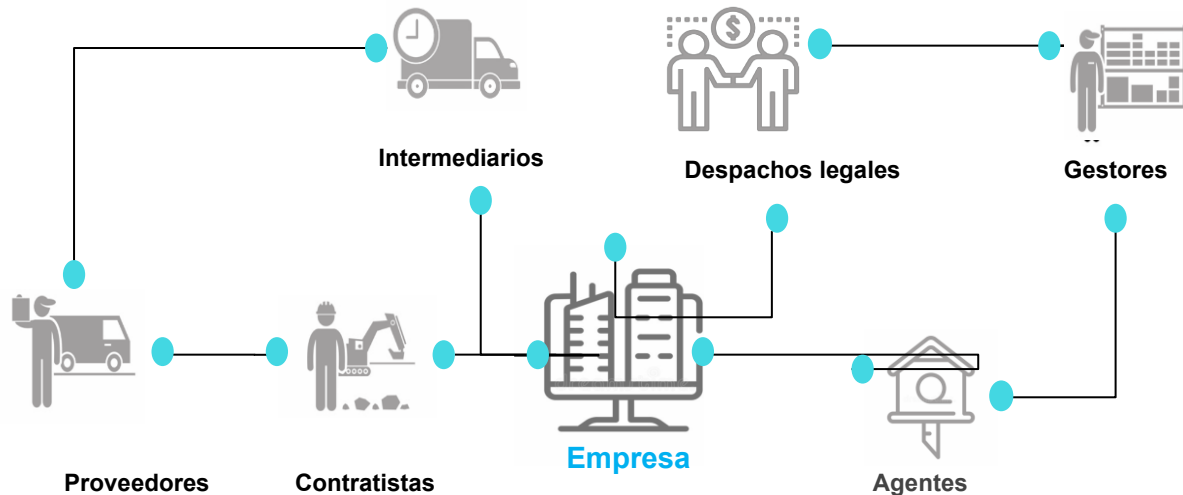 $
Intermediarios
Despachos legales
Gestores
Empresa
Proveedores
Contratistas
Agentes